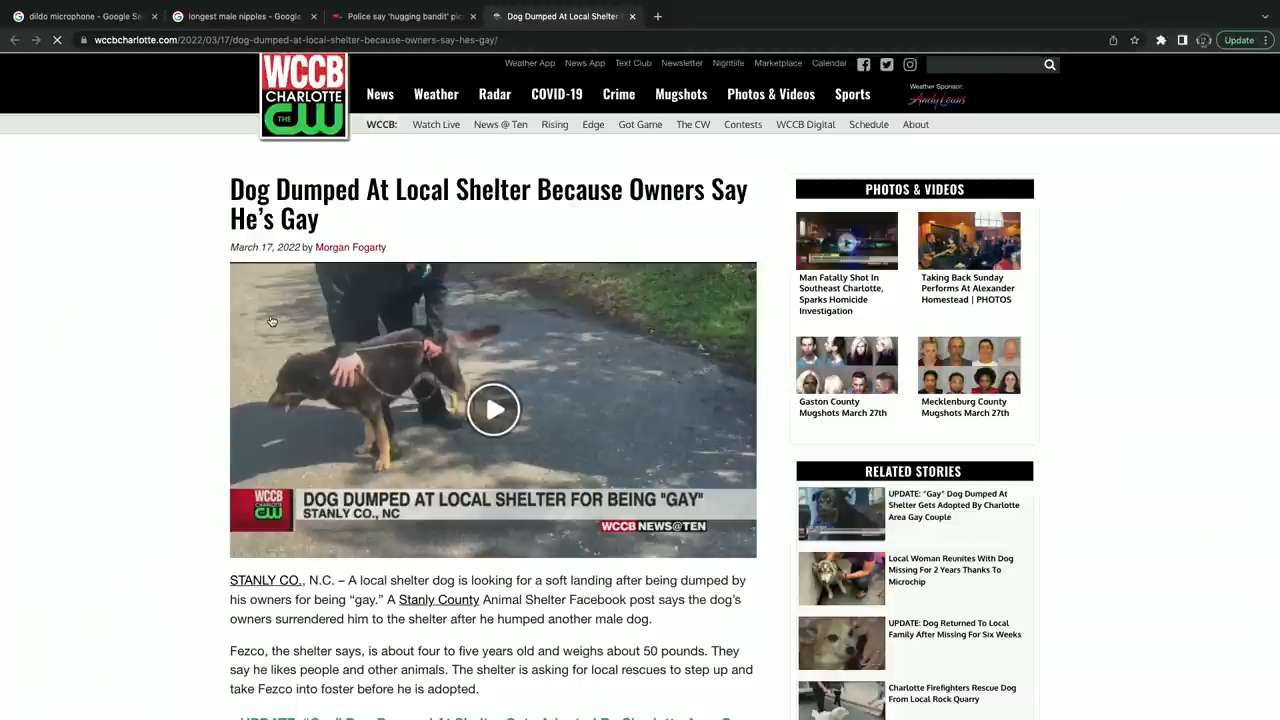 dildo microphone - Google Se
longest male nipples - Google
Police say 'hugging bandit' pic
Dog Dumped At Local Shelter
wccbcharlotte.com/2022/03/17/dog-dumped-at-local-shelter-because-owners-say-hes-gay/
Update
WCCB
CHARLOTTE
THE CW
Weather App News App Text Club Newsletter Nightlife Marketplace Calendar
Weather Sponsor:
Andy Lewis
News Weather Radar COVID-19 Crime Mugshots Photos & Videos Sports
WCCB: Watch Live News @ Ten Rising Edge Got Game The CW Contests WCCB Digital Schedule About
Dog Dumped At Local Shelter Because Owners Say
He's Gay
March 17, 2022 by Morgan Fogarty
WCCB
CHARLOTTE
CW
DOG DUMPED AT LOCAL SHELTER FOR BEING "GAY"
STANLY CO., NC
WCCB NEWS@TEN
STANLY CO., N.C. – A local shelter dog is looking for a soft landing after being dumped by
his owners for being “gay.” A Stanly County Animal Shelter Facebook post says the dog’s
owners surrendered him to the shelter after he humped another male dog.
Fezco, the shelter says, is about four to five years old and weighs about 50 pounds. They
say he likes people and other animals. The shelter is asking for local rescues to step up and
take Fezco into foster before he is adopted.
PHOTOS & VIDEOS
Man Fatally Shot In
Southeast Charlotte,
Sparks Homicide
Investigation
Taking Back Sunday
Performs At Alexander
Homestead | PHOTOS
Gaston County
Mugshots March 27th
Mecklenburg County
Mugshots March 27th
RELATED STORIES
UPDATE: “Gay” Dog Dumped At
Shelter Gets Adopted By Charlotte
Area Gay Couple
Local Woman Reunites With Dog
Missing For 2 Years Thanks To
Microchip
UPDATE: Dog Returned To Local
Family After Missing For Six Weeks
Charlotte Firefighters Rescue Dog
From Local Rock Quarry